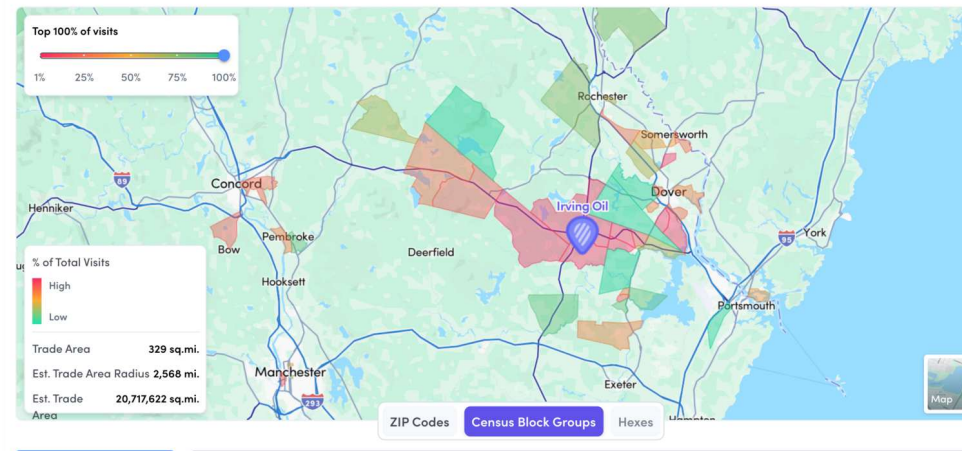 Top 100% of visits
1% 25% 50% 75% 100%
Rochester
Somersworth
89
Concord
Dover
Irving Oil
Henniker
Pembroke
York
95
Bow
Deerfield
% of Total Visits
High
Hooksett
Low
Portsmouth
Trade Area 329 sq.mi.
Est. Trade Area Radius 2,568 mi.
Manchester
Exeter
Est. Trade 20,717,622 sq.mi.
Area
293
Map
ZIP Codes Census Block Groups Hexes